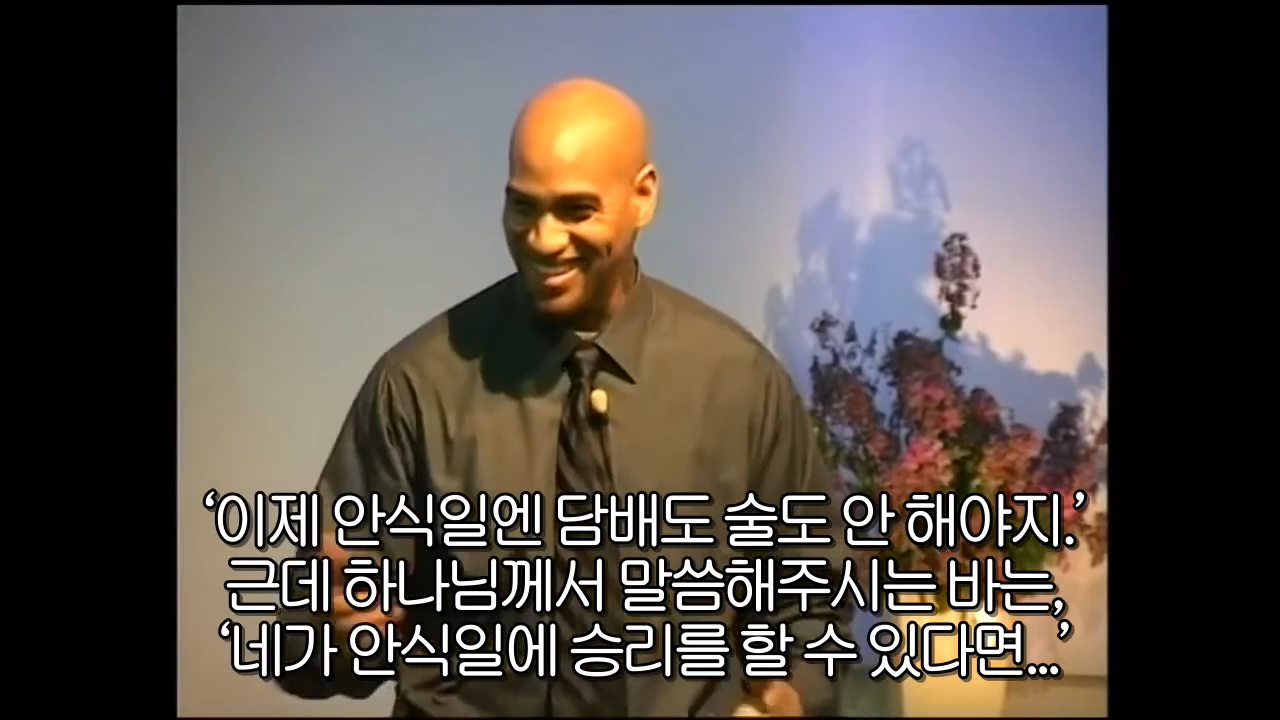 ‘이제 안식일엔 담배도 술도 안 해야지.’
근데 하나님께서 말씀해주시는 바는,
‘네가 안식일에 승리를 할 수 있다면...’